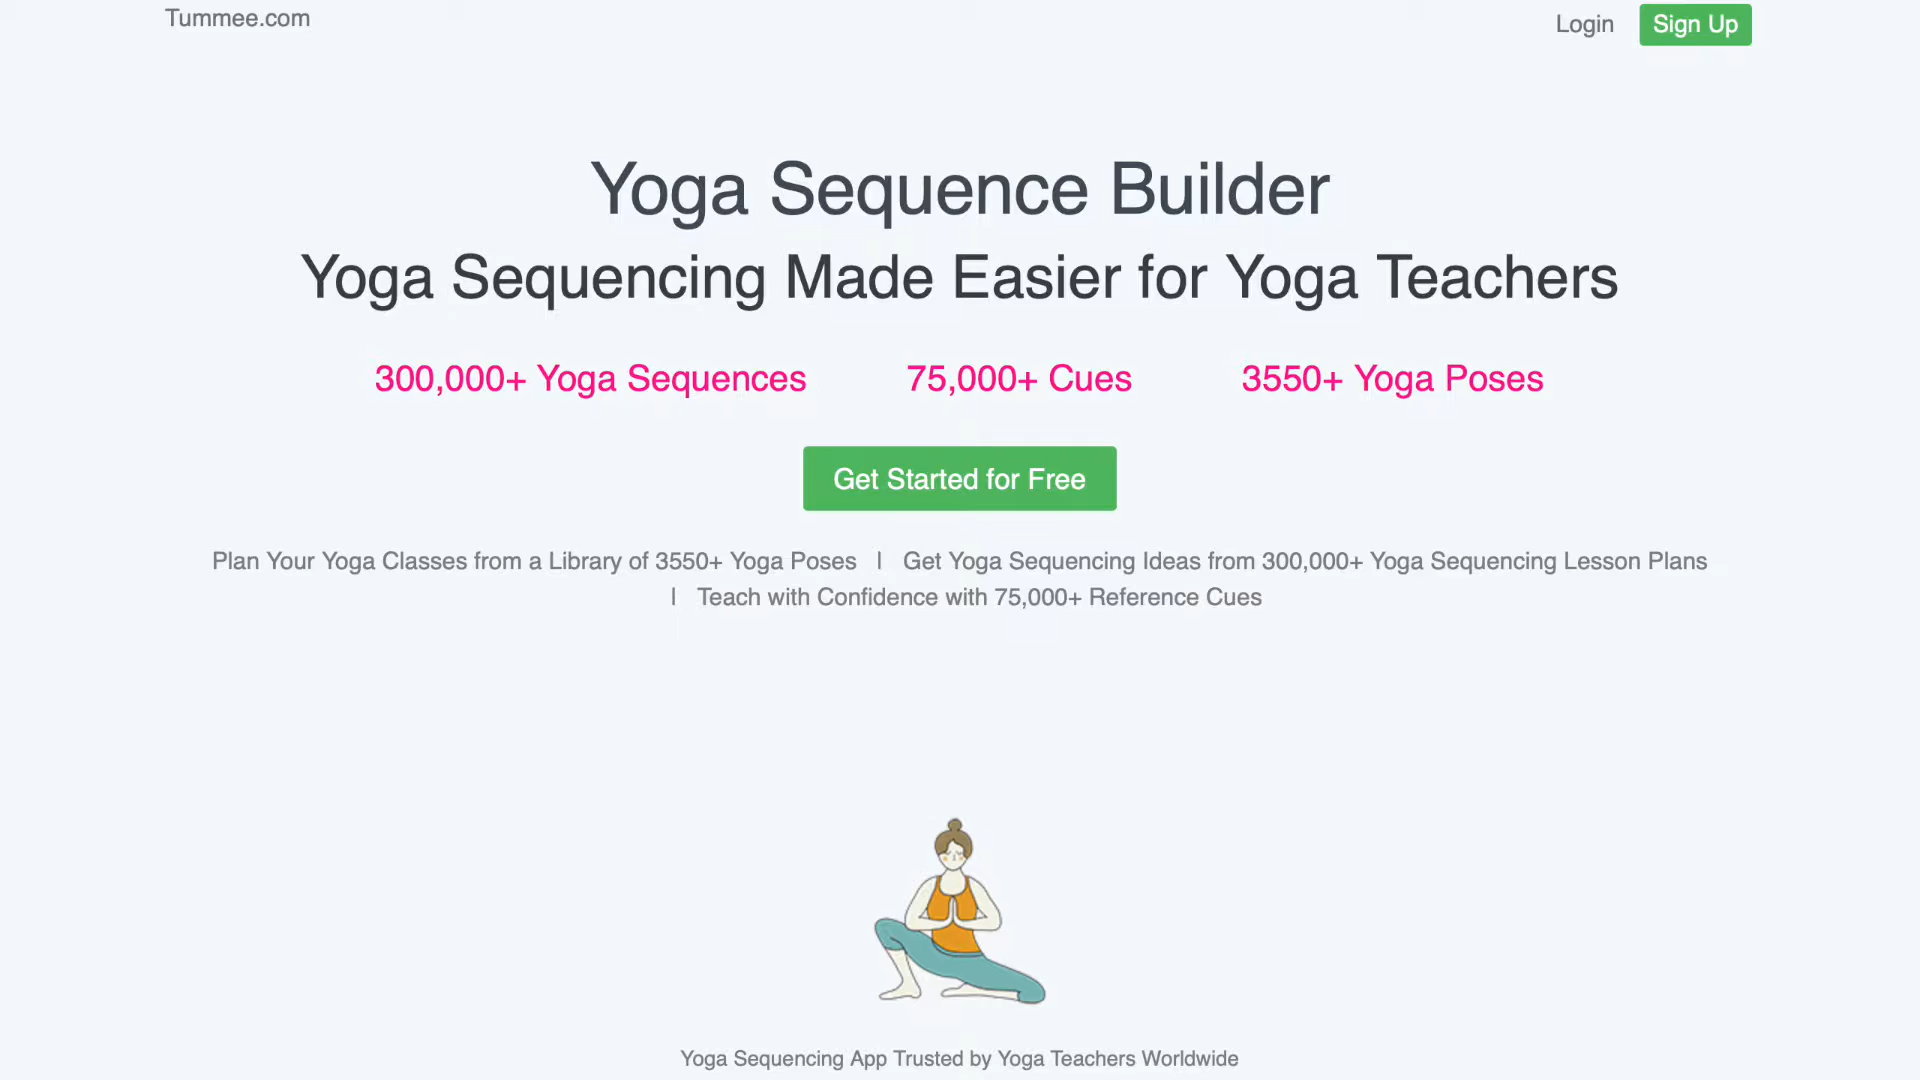 Tummee.com
Login
Sign Up
Yoga Sequence Builder
Yoga Sequencing Made Easier for Yoga Teachers
300,000+ Yoga Sequences
75,000+ Cues
3550+ Yoga Poses
Get Started for Free
Plan Your Yoga Classes from a Library of 3550+ Yoga Poses | Get Yoga Sequencing Ideas from 300,000+ Yoga Sequencing Lesson Plans
| Teach with Confidence with 75,000+ Reference Cues
Yoga Sequencing App Trusted by Yoga Teachers Worldwide